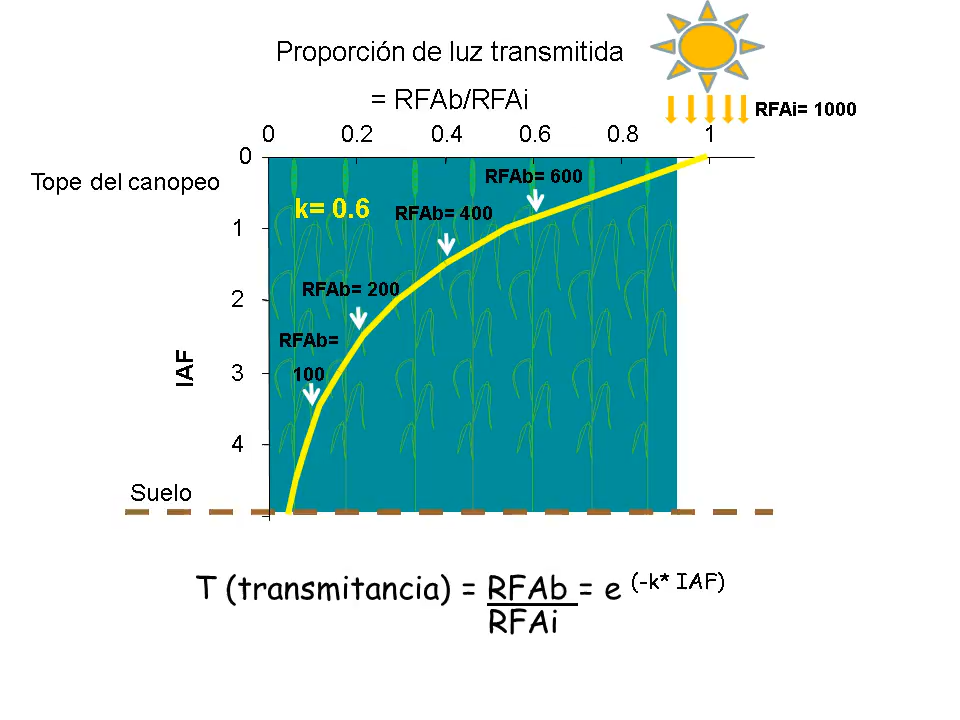 Proporción de luz transmitida
= RFAb/RFAi
RFAi= 1000
0 0.2 0.4 0.6 0.8 1
0
Tope del canopeo
RFAb= 600
k= 0.6
RFAb= 400
1
RFAb= 200
2
RFAb=
100
IAF
3
4
Suelo
T (transmitancia) = RFAb = e (-k* IAF)
RFAi